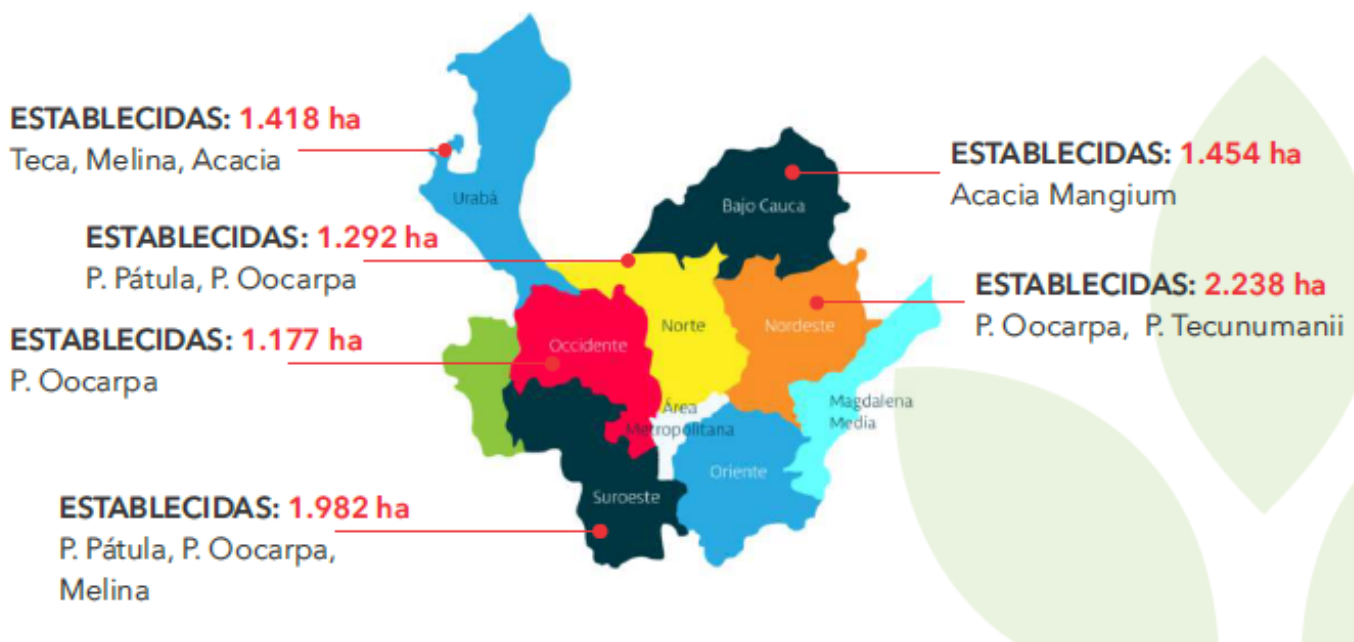 ESTABLECIDAS: 1.418 ha
Teca, Melina, Acacia
Urabá
ESTABLECIDAS: 1.454 ha
Acacia Mangium
Bajo Cauca
ESTABLECIDAS: 1.292 ha
P. Pátula, P. Oocarpa
ESTABLECIDAS: 2.238 ha
P. Oocarpa, P. Tecunumanii
Norte
Nordeste
ESTABLECIDAS: 1.177 ha
P. Oocarpa
Occidente
Área
Metropolitana
Magdalena
Media
Oriente
Suroeste
ESTABLECIDAS: 1.982 ha
P. Pátula, P. Oocarpa,
Melina